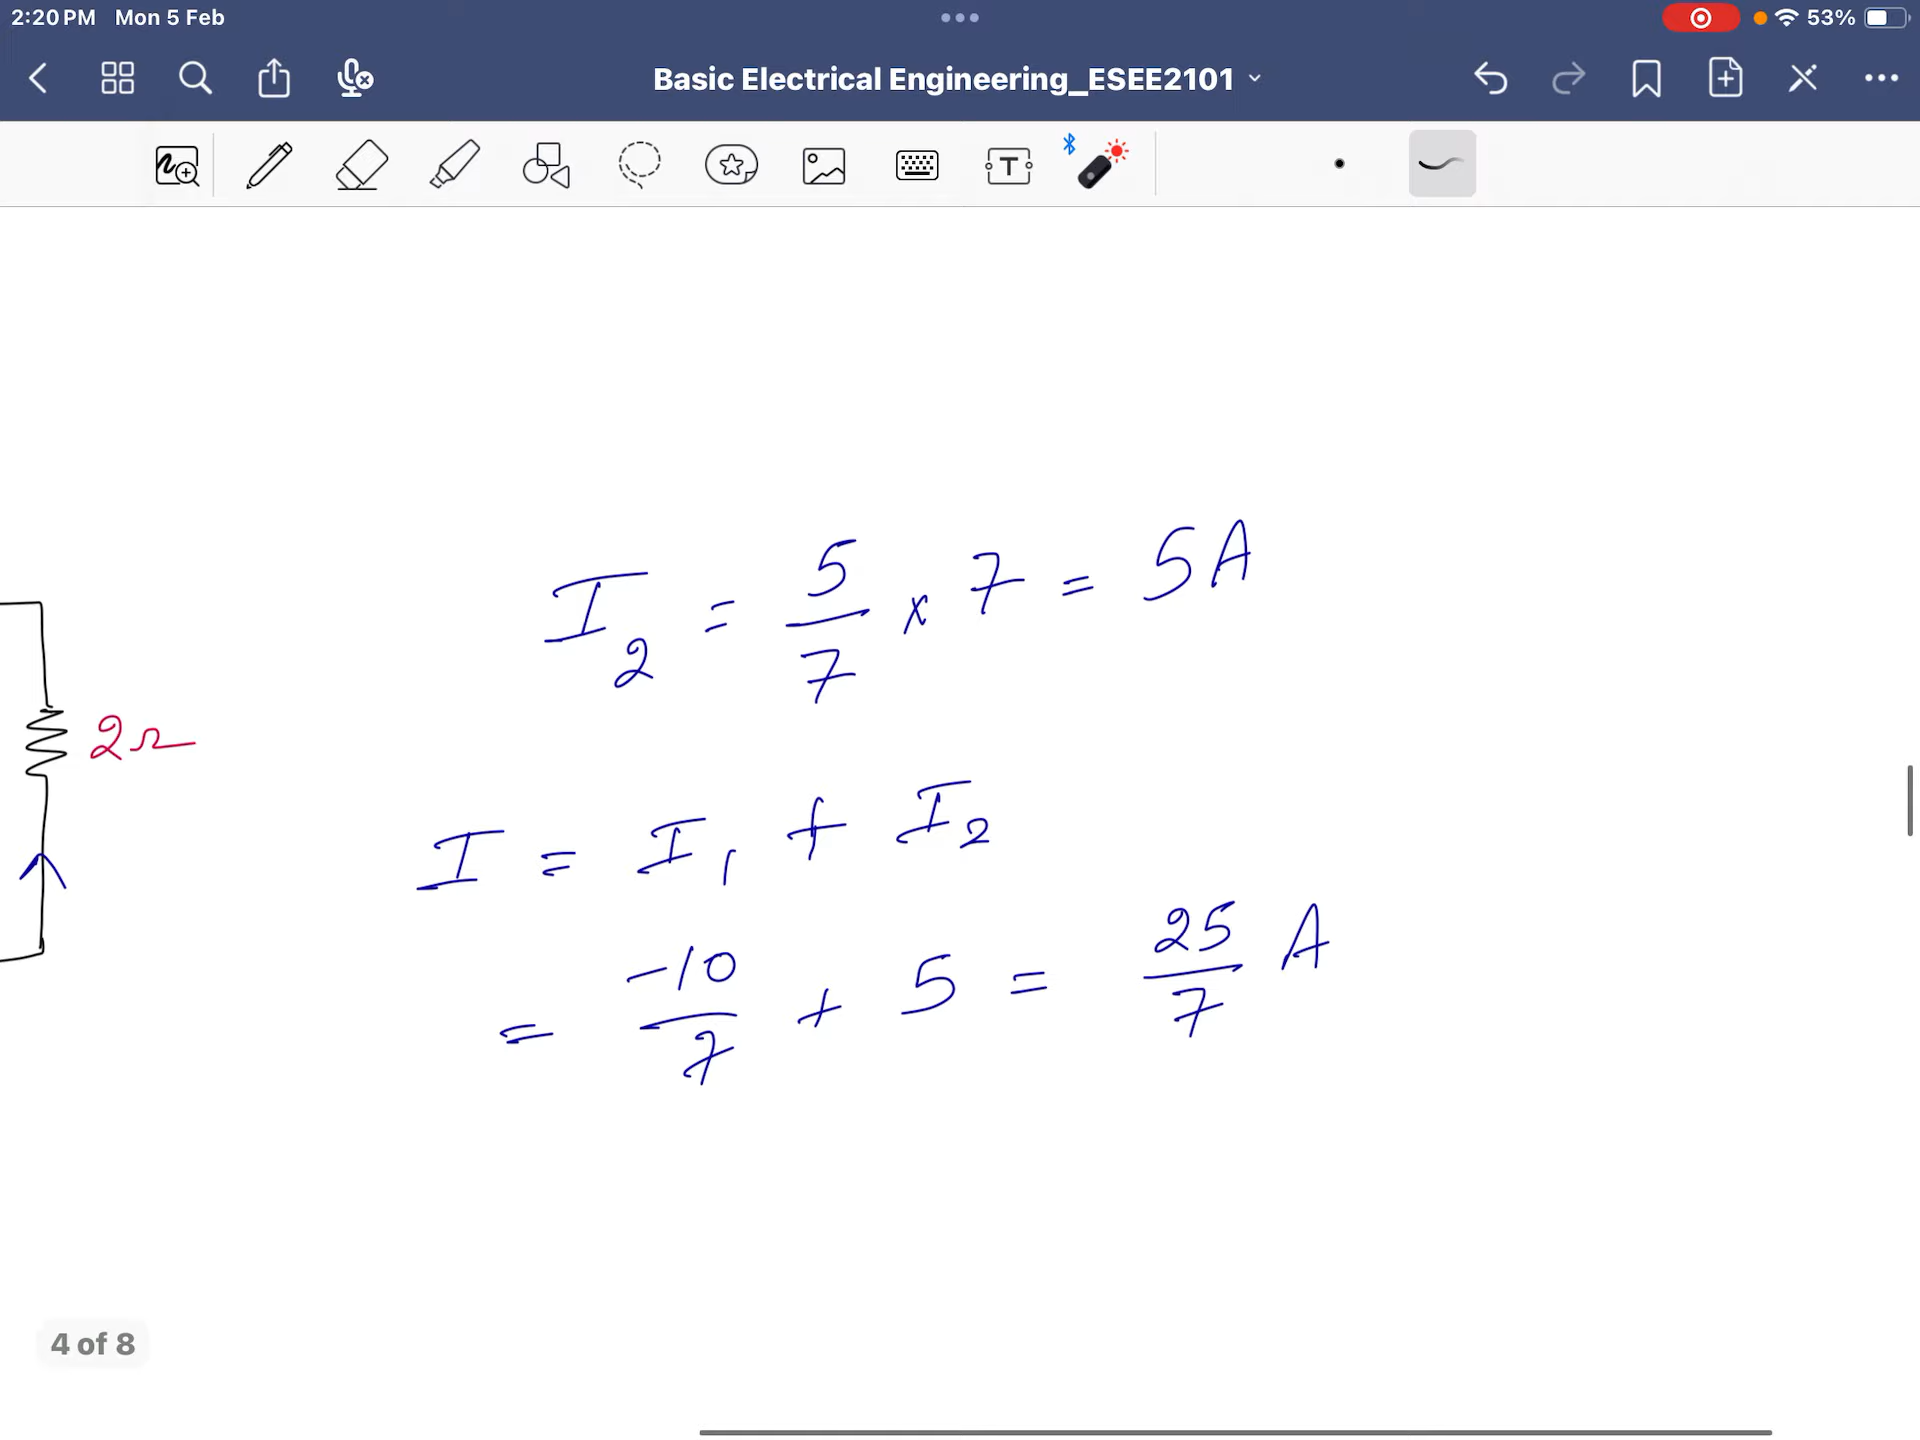 2:20 PM Mon 5 Feb 53%
Basic Electrical Engineering_ESEE2101
T
I₂ = 5/7 × 7 = 5A
2Ω
I = I₁ + I₂
= -10/7 + 5 = 25/7 A
4 of 8